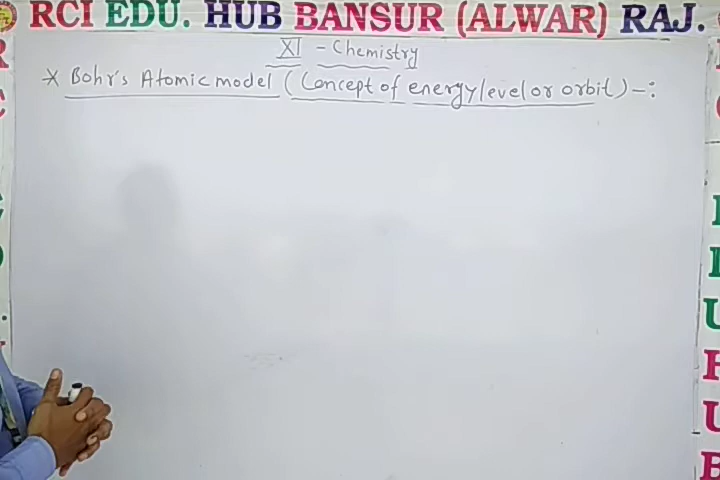 RCI EDU. HUB BANSUR (ALWAR) RAJ.
XI - Chemistry
* Bohr's Atomic model (Concept of energy level or orbit) -: